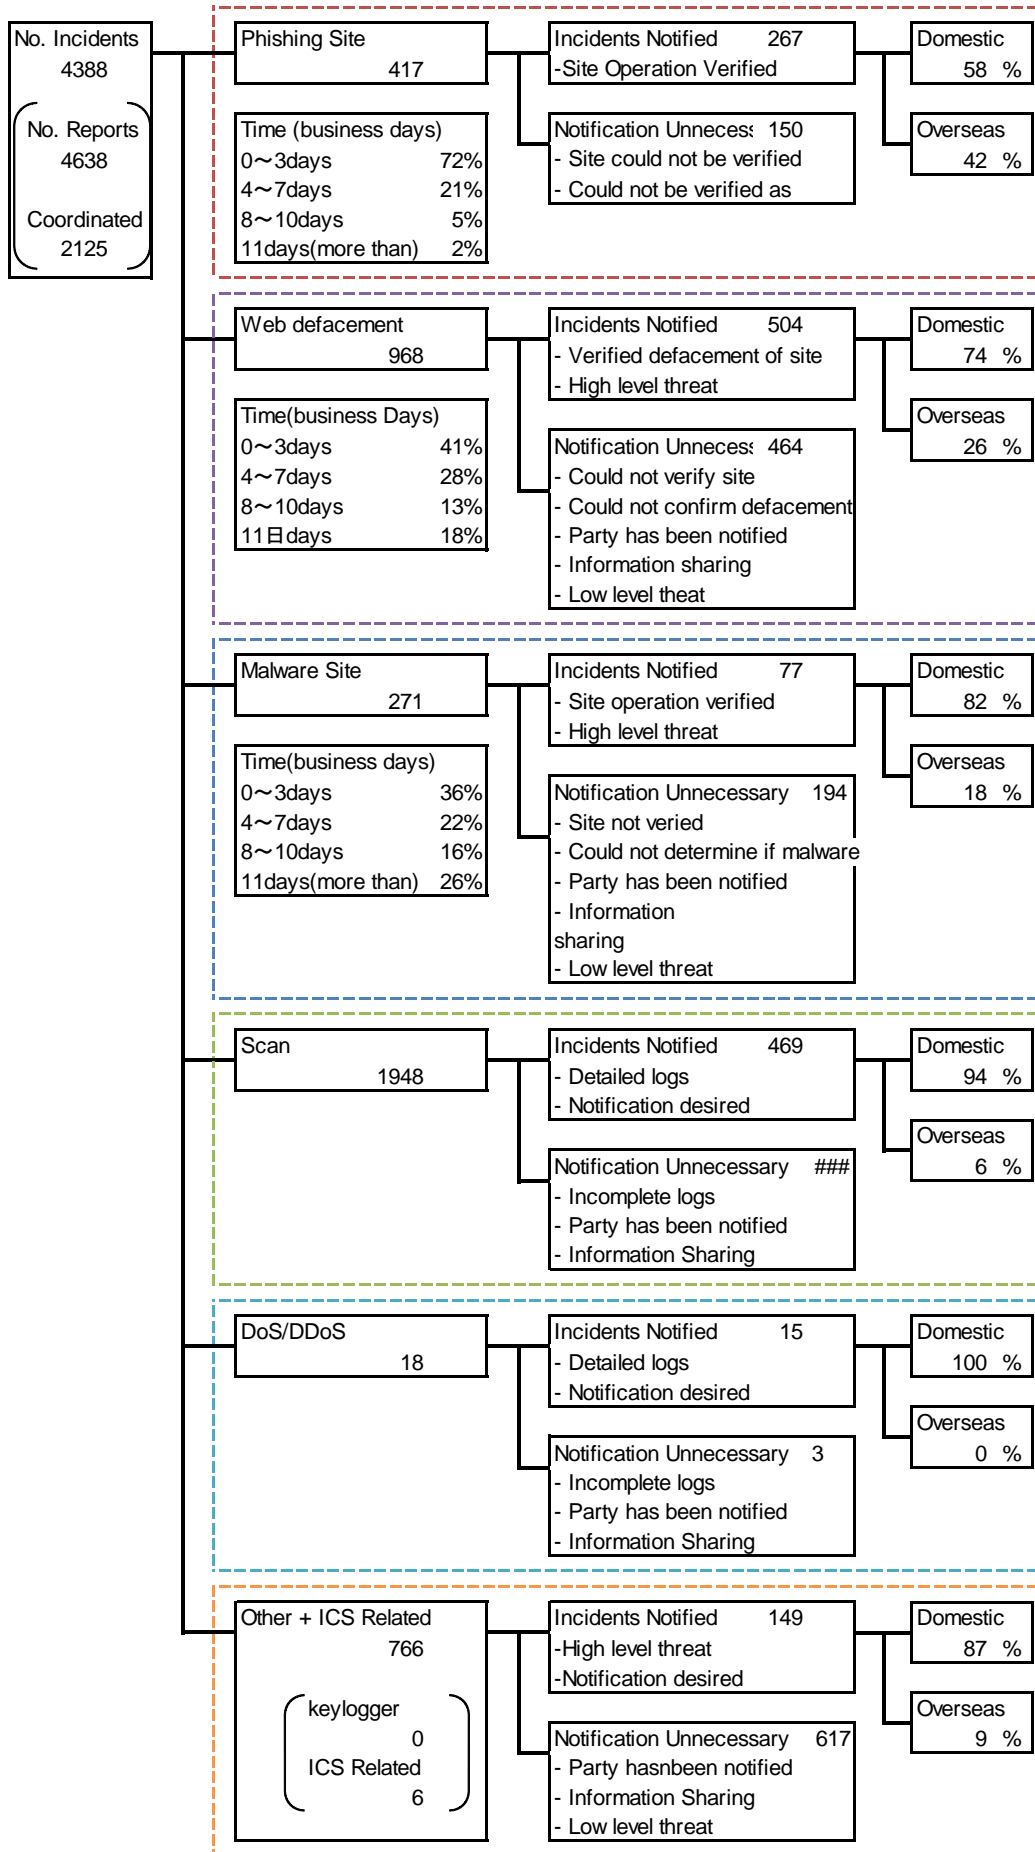 No. Incidents
4388
No. Reports
4638
Coordinated
2125
Phishing Site
417
Time (business days)
0～3days 72%
4～7days 21%
8～10days 5%
11days(more than) 2%
Incidents Notified 267
-Site Operation Verified
Notification Unneces: 150
- Site could not be verified
- Could not be verified as
Domestic
58 %
Overseas
42 %
Web defacement
968
Time(business Days)
0～3days 41%
4～7days 28%
8～10days 13%
11日days 18%
Incidents Notified 504
- Verified defacement of site
- High level threat
Notification Unneces: 464
- Could not verify site
- Could not confirm defacement
- Party has been notified
- Information sharing
- Low level theat
Domestic
74 %
Overseas
26 %
Malware Site
271
Time(business days)
0～3days 36%
4～7days 22%
8～10days 16%
11days(more than) 26%
Incidents Notified 77
- Site operation verified
- High level threat
Notification Unnecessary 194
- Site not veried
- Could not determine if malware
- Party has been notified
- Information
sharing
- Low level threat
Domestic
82 %
Overseas
18 %
Scan
1948
Incidents Notified 469
- Detailed logs
- Notification desired
Notification Unnecessary ###
- Incomplete logs
- Party has been notified
- Information Sharing
Domestic
94 %
Overseas
6 %
DoS/DDoS
18
Incidents Notified 15
- Detailed logs
- Notification desired
Notification Unnecessary 3
- Incomplete logs
- Party has been notified
- Information Sharing
Domestic
100 %
Overseas
0 %
Other + ICS Related
766
keylogger
0
ICS Related
6
Incidents Notified 149
-High level threat
-Notification desired
Notification Unnecessary 617
- Party hasnbeen notified
- Information Sharing
- Low level threat
Domestic
87 %
Overseas
9 %